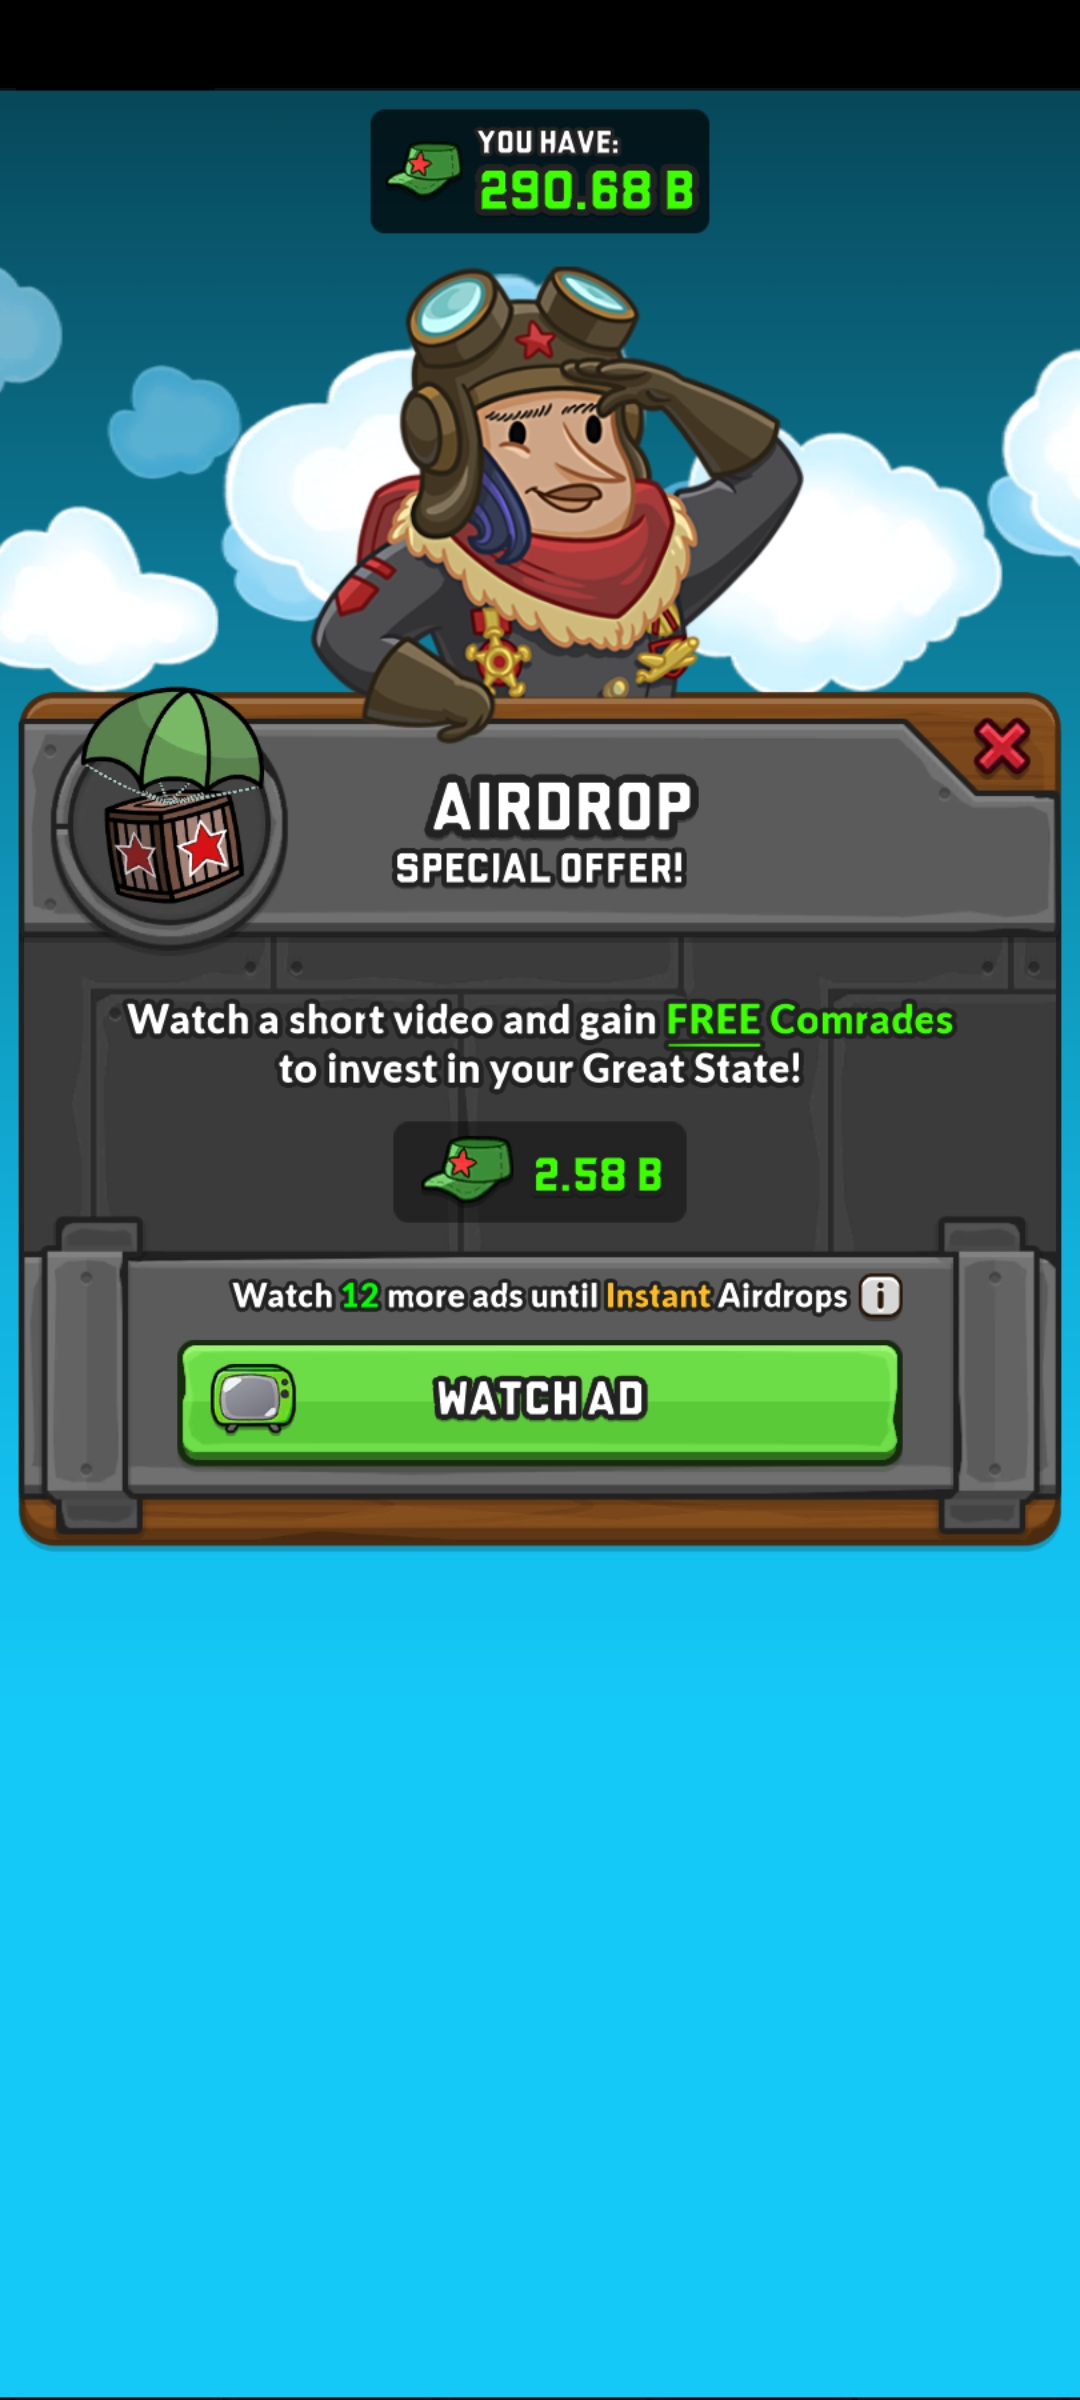 YOU HAVE:
290.68 B
AIRDROP
SPECIAL OFFER!
Watch a short video and gain FREE Comrades
to invest in your Great State!
2.58 B
Watch 12 more ads until Instant Airdrops i
WATCH AD